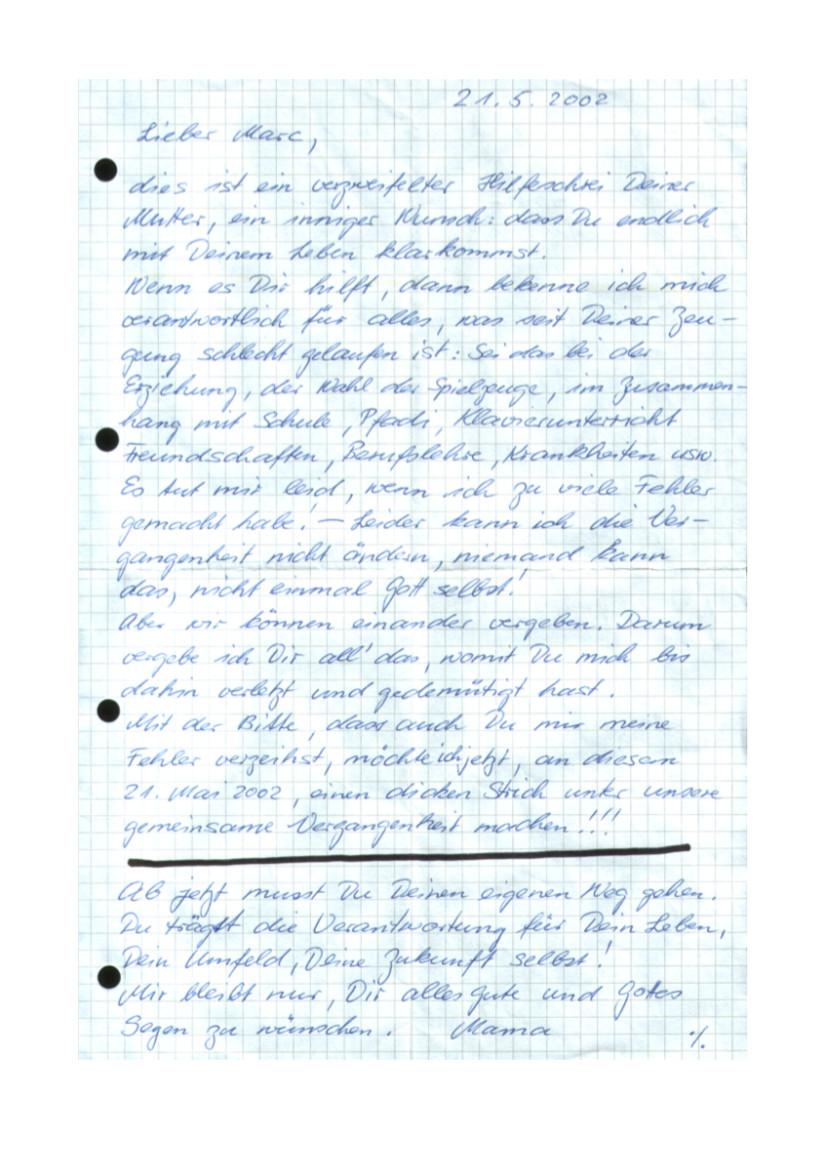 21.5.2002
Lieber Marc,
dies ist ein verzweifelter Hilfeschrei Deiner
Mutter, ein inniger Wunsch: dass Du endlich
mit Deinem Leben klarkommst.
Wenn es Dir hilft, dann bekenne ich mich
verantwortlich für alles, was seit Deiner Zeu-
gung schlecht gelaufen ist: Sei das bei der
Erziehung, der Wahl der Spielzeuge, im Zusammen-
hang mit Schule, Pfadi, Klavierunterricht
Freundschaften, Berufslehre, Krankheiten usw.
Es tut mir leid, wenn ich zu viele Fehler
gemacht habe! – Leider kann ich die Ver-
gangenheit nicht ändern, niemand kann
das, nicht einmal Gott selbst!
Aber wir können einander vergeben. Darum
vergebe ich Dir all' das, womit Du mich bis
dahin verletzt und gedemütigt hast.
Mit der Bitte, dass auch Du mir meine
Fehler verzeihst, möchte ich jetzt, an diesem
21. Mai 2002, einen dicken Strich unter unsere
gemeinsame Vergangenheit machen!!!
Ab jetzt musst Du Deinen eigenen Weg gehen.
Du trägst die Verantwortung für Dein Leben,
Dein Umfeld, Deine Zukunft selbst!
Mir bleibt nur, Dir alles Gute und Gottes
Segen zu wünschen. Mama ./.